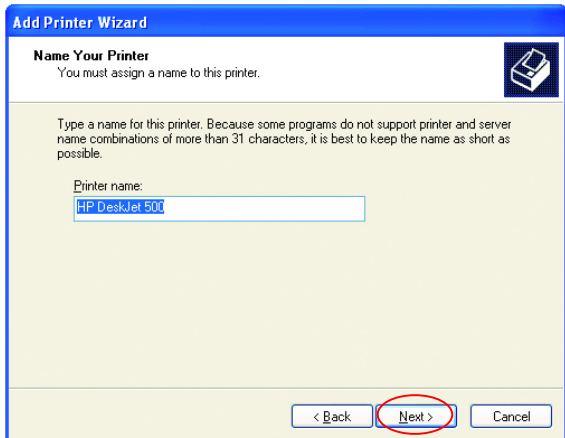 Add Printer Wizard
Name Your Printer
You must assign a name to this printer.
Type a name for this printer. Because some programs do not support printer and server
name combinations of more than 31 characters, it is best to keep the name as short as
possible.
Printer name:
HP DeskJet 500
< Back
Next >
Cancel